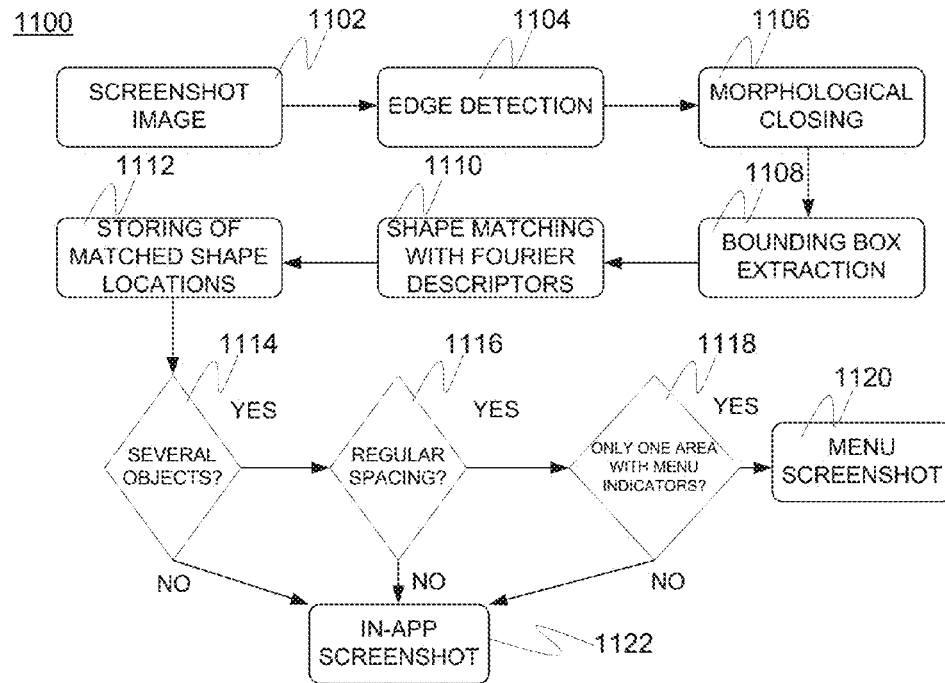 1100
1102
1104
1106
SCREENSHOT
IMAGE
EDGE DETECTION
MORPHOLOGICAL
CLOSING
1112
1110
1108
STORING OF
MATCHED SHAPE
LOCATIONS
SHAPE MATCHING
WITH FOURIER
DESCRIPTORS
BOUNDING BOX
EXTRACTION
1114
1116
1118
1120
YES
YES
YES
SEVERAL
OBJECTS?
REGULAR
SPACING?
ONLY ONE AREA
WITH MENU
INDICATORS?
MENU
SCREENSHOT
NO
NO
NO
IN-APP
SCREENSHOT
1122